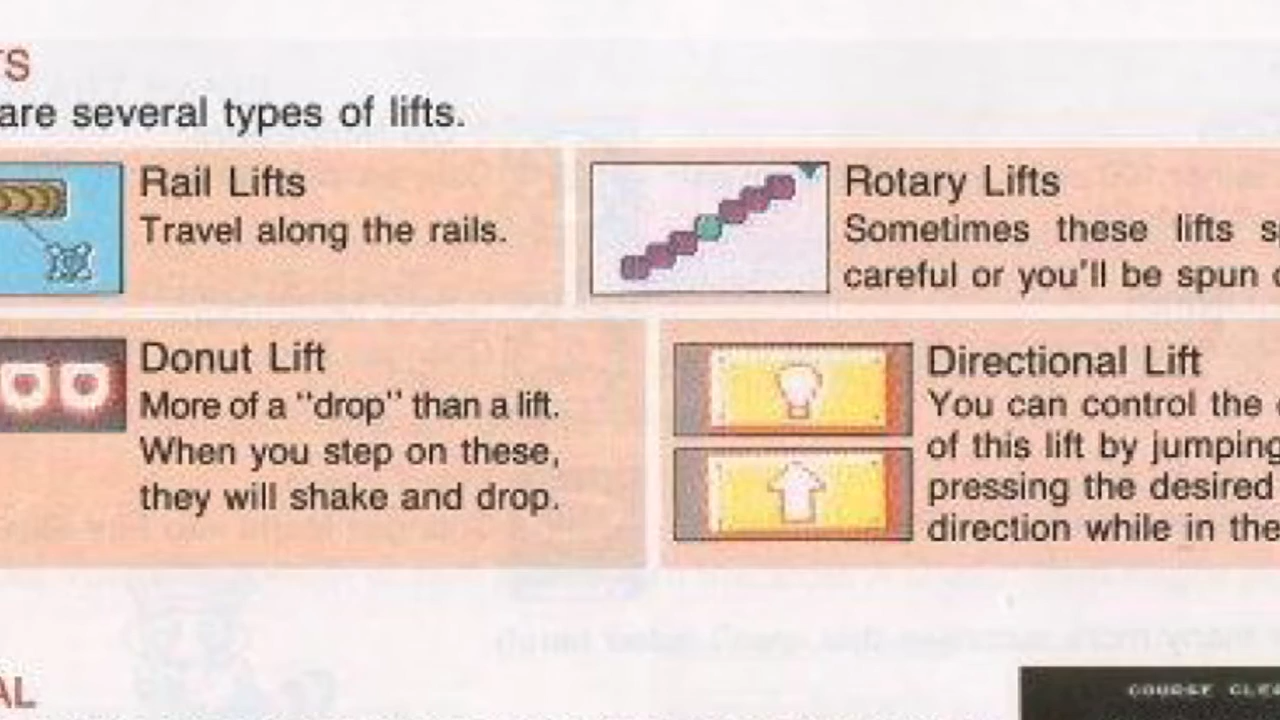 TS
are several types of lifts.
Rail Lifts
Travel along the rails.
Rotary Lifts
Sometimes these lifts
careful or you'll be spun
Donut Lift
More of a "drop" than a lift.
When you step on these,
they will shake and drop.
Directional Lift
You can control the
of this lift by jumping
pressing the desired
direction while in the
AL
COURSE